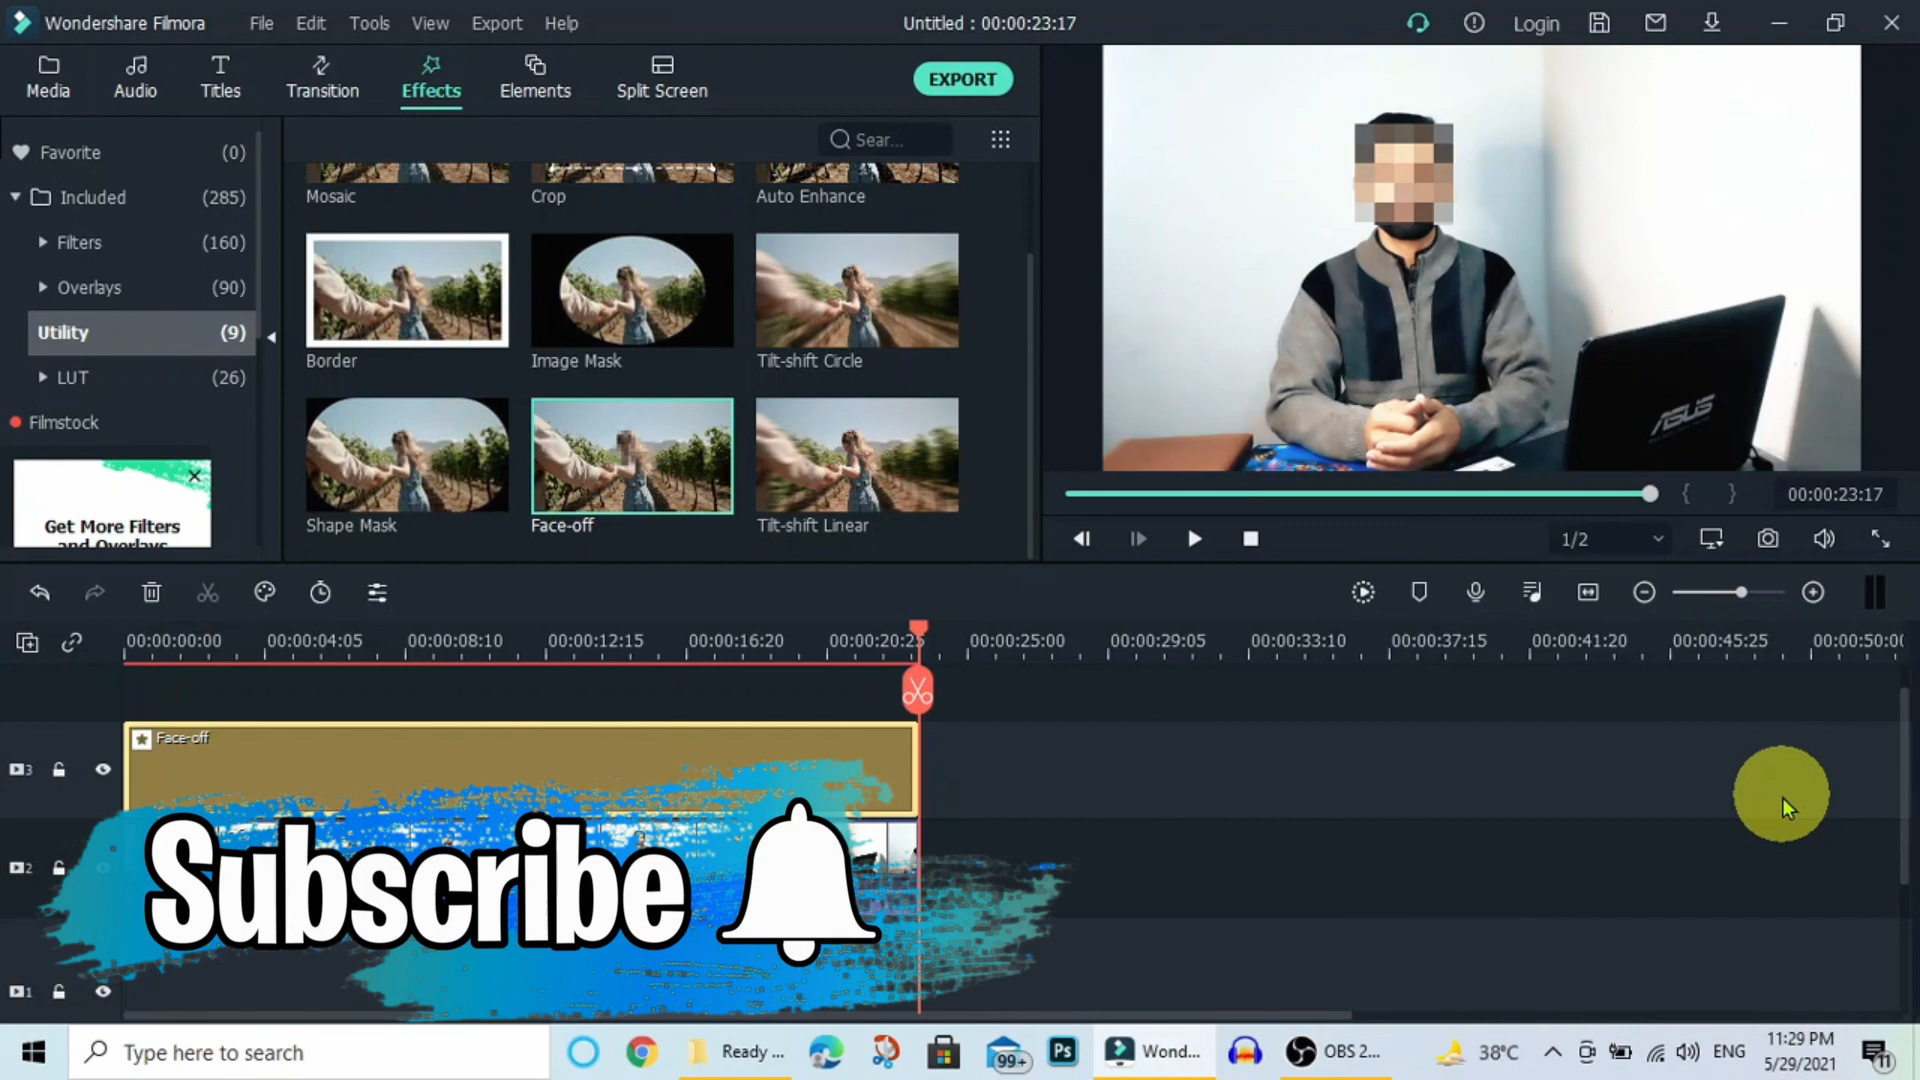 Wondershare Filmora File Edit Tools View Export Help
Untitled : 00:00:23:17
Login
Media Audio Titles Transition Effects Elements Split Screen
EXPORT
Favorite (0)
Included (285)
Filters (160)
Overlays (90)
Utility (9)
LUT (26)
Filmstock
Get More Filters
and Overlays
Sear...
Mosaic Crop Auto Enhance
Border Image Mask Tilt-shift Circle
Shape Mask Face-off Tilt-shift Linear
ASUS
00:00:23:17
1/2
00:00:00:00 00:00:04:05 00:00:08:10 00:00:12:15 00:00:16:20 00:00:20:25 00:00:25:00 00:00:29:05 00:00:33:10 00:00:37:15 00:00:41:20 00:00:45:25 00:00:50:0
Face-off
3
2
1
Subscribe
Type here to search
Ready ...
99+
Ps
Wond...
OBS 2...
38°C
ENG
11:29 PM
5/29/2021
11